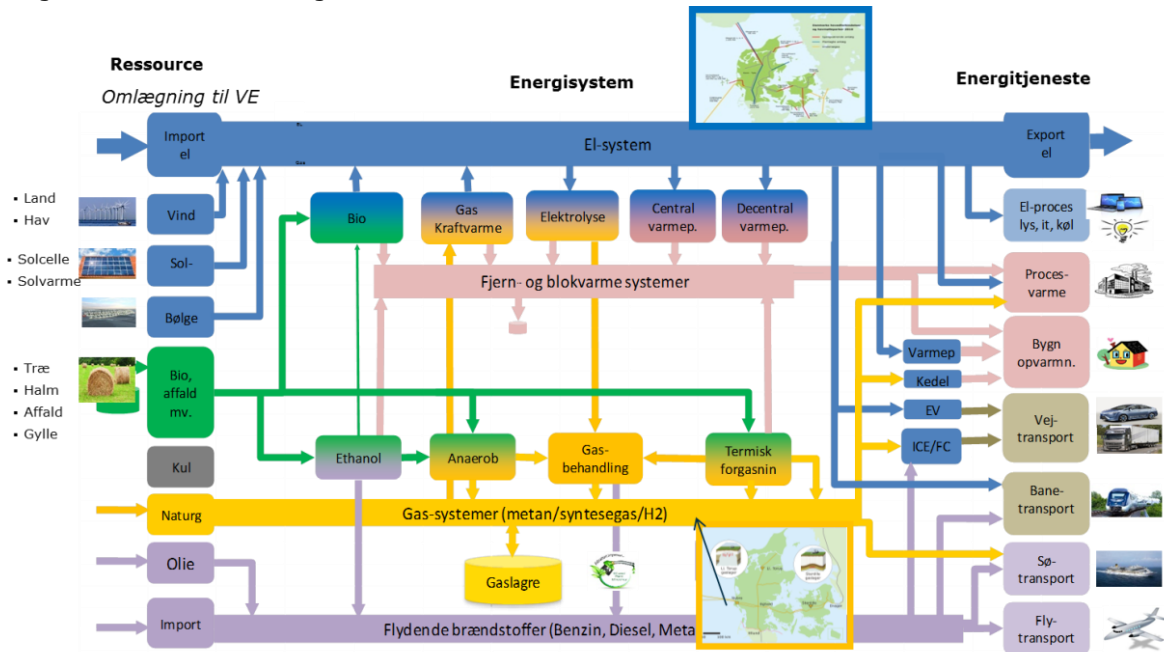 Ressource
Omlægning til VE
Energisystem
Energitjeneste
Import
el
El-system
Export
el
▪ Land
▪ Hav
Vind
Bio
Gas
Kraftvarme
Elektrolyse
Central
varmep.
Decentral
varmep.
El-proces
lys, it, køl
▪ Solcelle
▪ Solvarme
Sol-
Fjern- og blokvarme systemer
Proces-
varme
Bølge
Varmep
Bygn
opvarmn.
▪ Træ
▪ Halm
▪ Affald
▪ Gylle
Bio,
affald
mv.
Kedel
EV
Vej-
transport
ICE/FC
Kul
Ethanol
Anaerob
Gas-
behandling
Termisk
forgasnin
Naturg
Gas-systemer (metan/syntesegas/H2)
Bane-
transport
Olie
Gaslagre
Sø-
transport
Import
Flydende brændstoffer (Benzin, Diesel, Meta
Fly-
transport